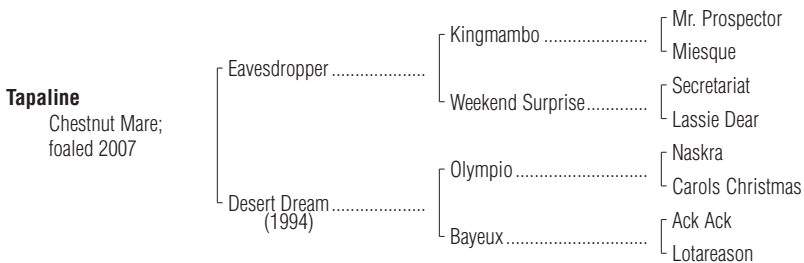 Tapaline
Chestnut Mare;
foaled 2007
Eavesdropper....................
Desert Dream....................
(1994)
Kingmambo ......................
Weekend Surprise.............
Olympio ............................
Bayeux..............................
Mr. Prospector
Miesque
Secretariat
Lassie Dear
Naskra
Carols Christmas
Ack Ack
Lotareason